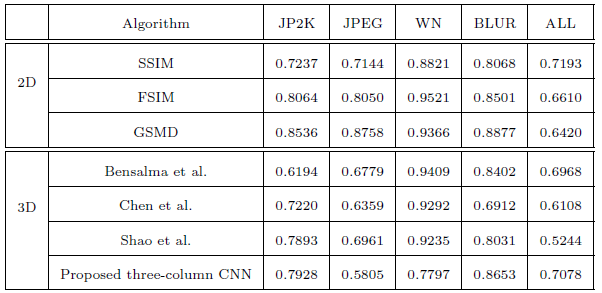 Algorithm JP2K JPEG WN BLUR ALL
2D
SSIM 0.7237 0.7144 0.8821 0.8068 0.7193
FSIM 0.8064 0.8050 0.9521 0.8501 0.6610
GSMD 0.8536 0.8758 0.9366 0.8877 0.6420
3D
Bensalma et al. 0.6194 0.6779 0.9409 0.8402 0.6968
Chen et al. 0.7220 0.6359 0.9292 0.6912 0.6108
Shao et al. 0.7893 0.6961 0.9235 0.8031 0.5244
Proposed three-column CNN 0.7928 0.5805 0.7797 0.8653 0.7078